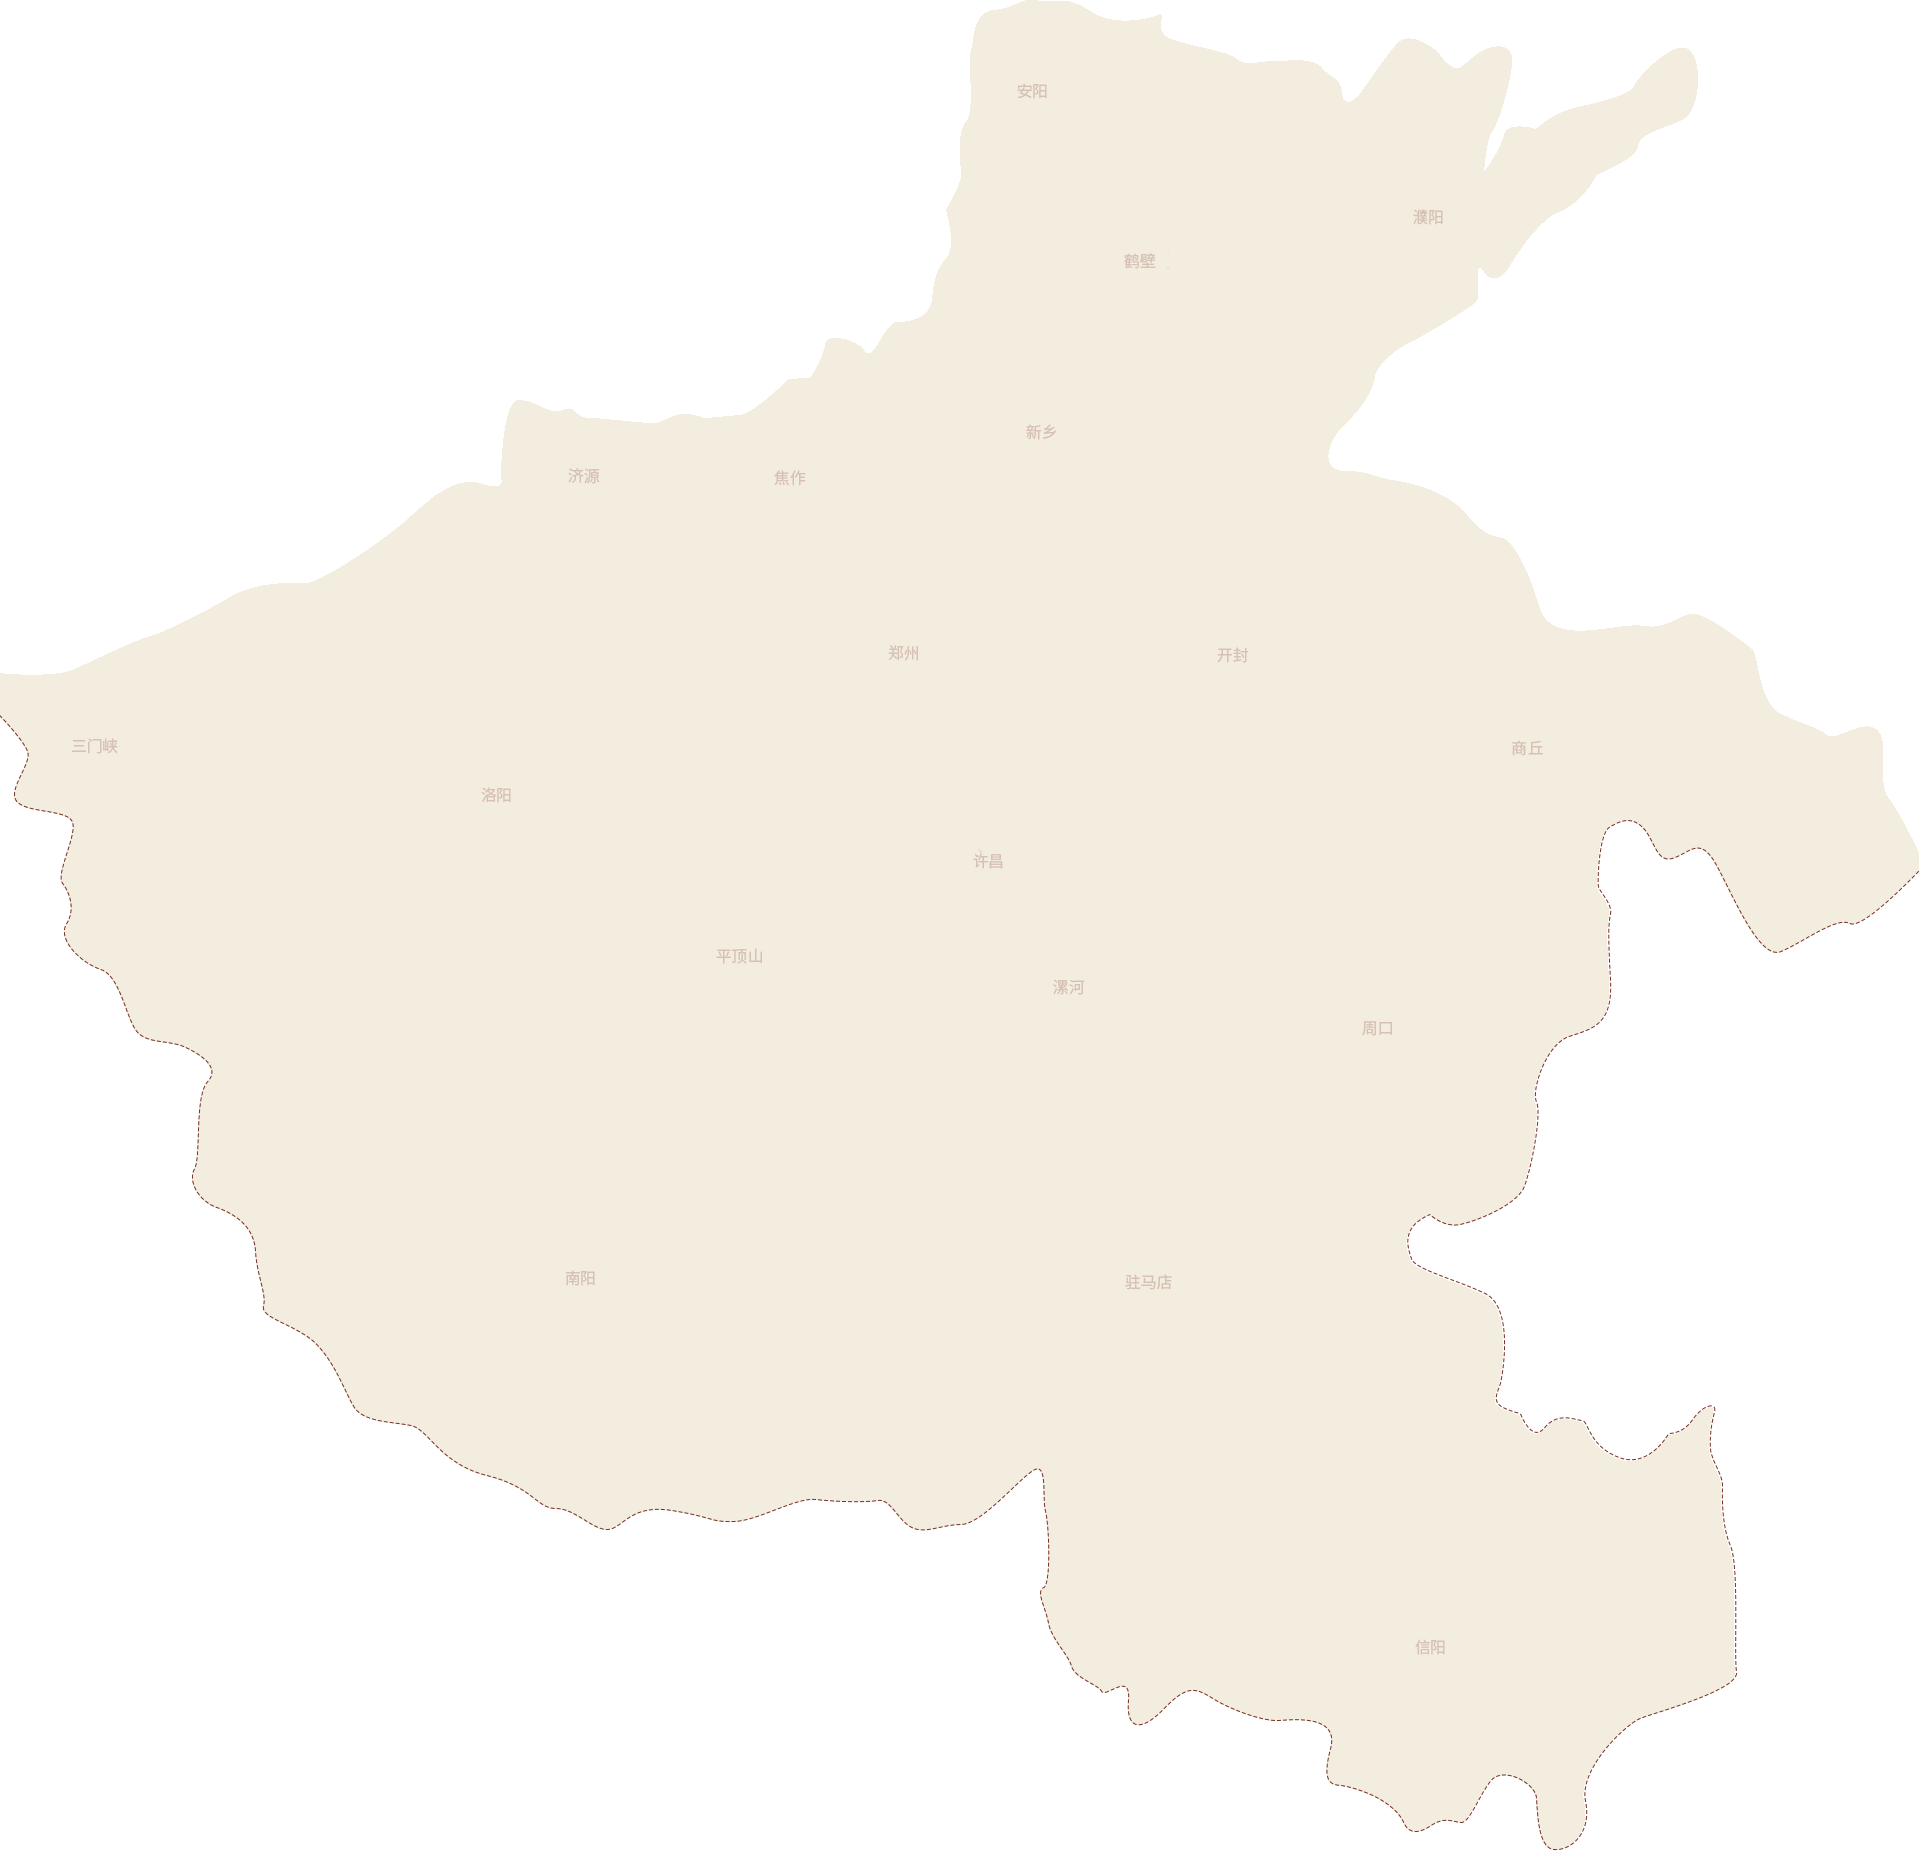 安阳
濮阳
鹤壁
新乡
济源
焦作
郑州
开封
三门峡
商丘
洛阳
许昌
平顶山
漯河
周口
南阳
驻马店
信阳